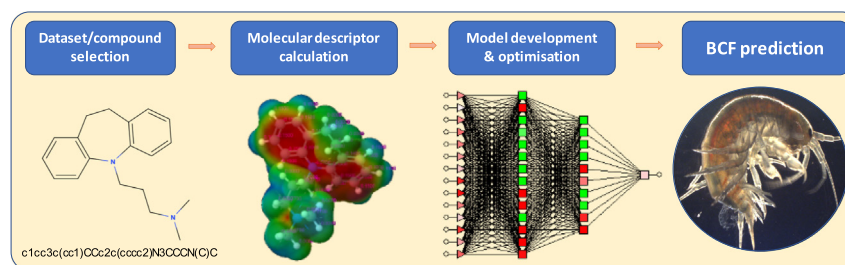 Dataset/compound
selection
Molecular descriptor
calculation
Model development
& optimisation
BCF prediction
N
N
c1cc3c(cc1)CCc2c(cccc2)N3CCCN(C)C